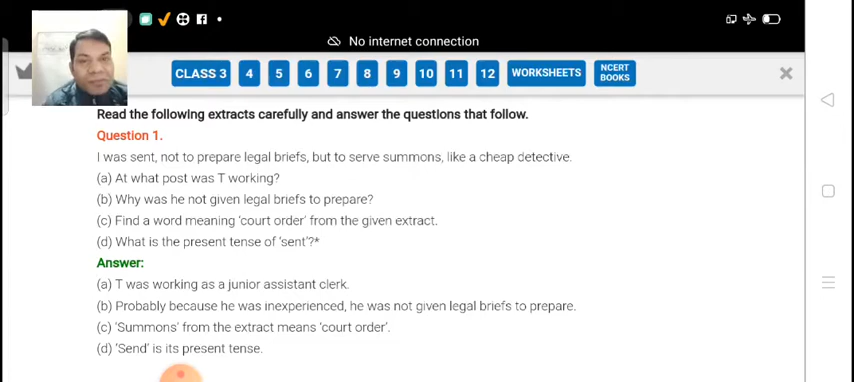 No internet connection
CLASS 3 4 5 6 7 8 9 10 11 12 WORKSHEETS NCERT BOOKS
Read the following extracts carefully and answer the questions that follow.
Question 1.
I was sent, not to prepare legal briefs, but to serve summons, like a cheap detective.
(a) At what post was T working?
(b) Why was he not given legal briefs to prepare?
(c) Find a word meaning ‘court order’ from the given extract.
(d) What is the present tense of ‘sent’?*
Answer:
(a) T was working as a junior assistant clerk.
(b) Probably because he was inexperienced, he was not given legal briefs to prepare.
(c) ‘Summons’ from the extract means ‘court order’.
(d) ‘Send’ is its present tense.